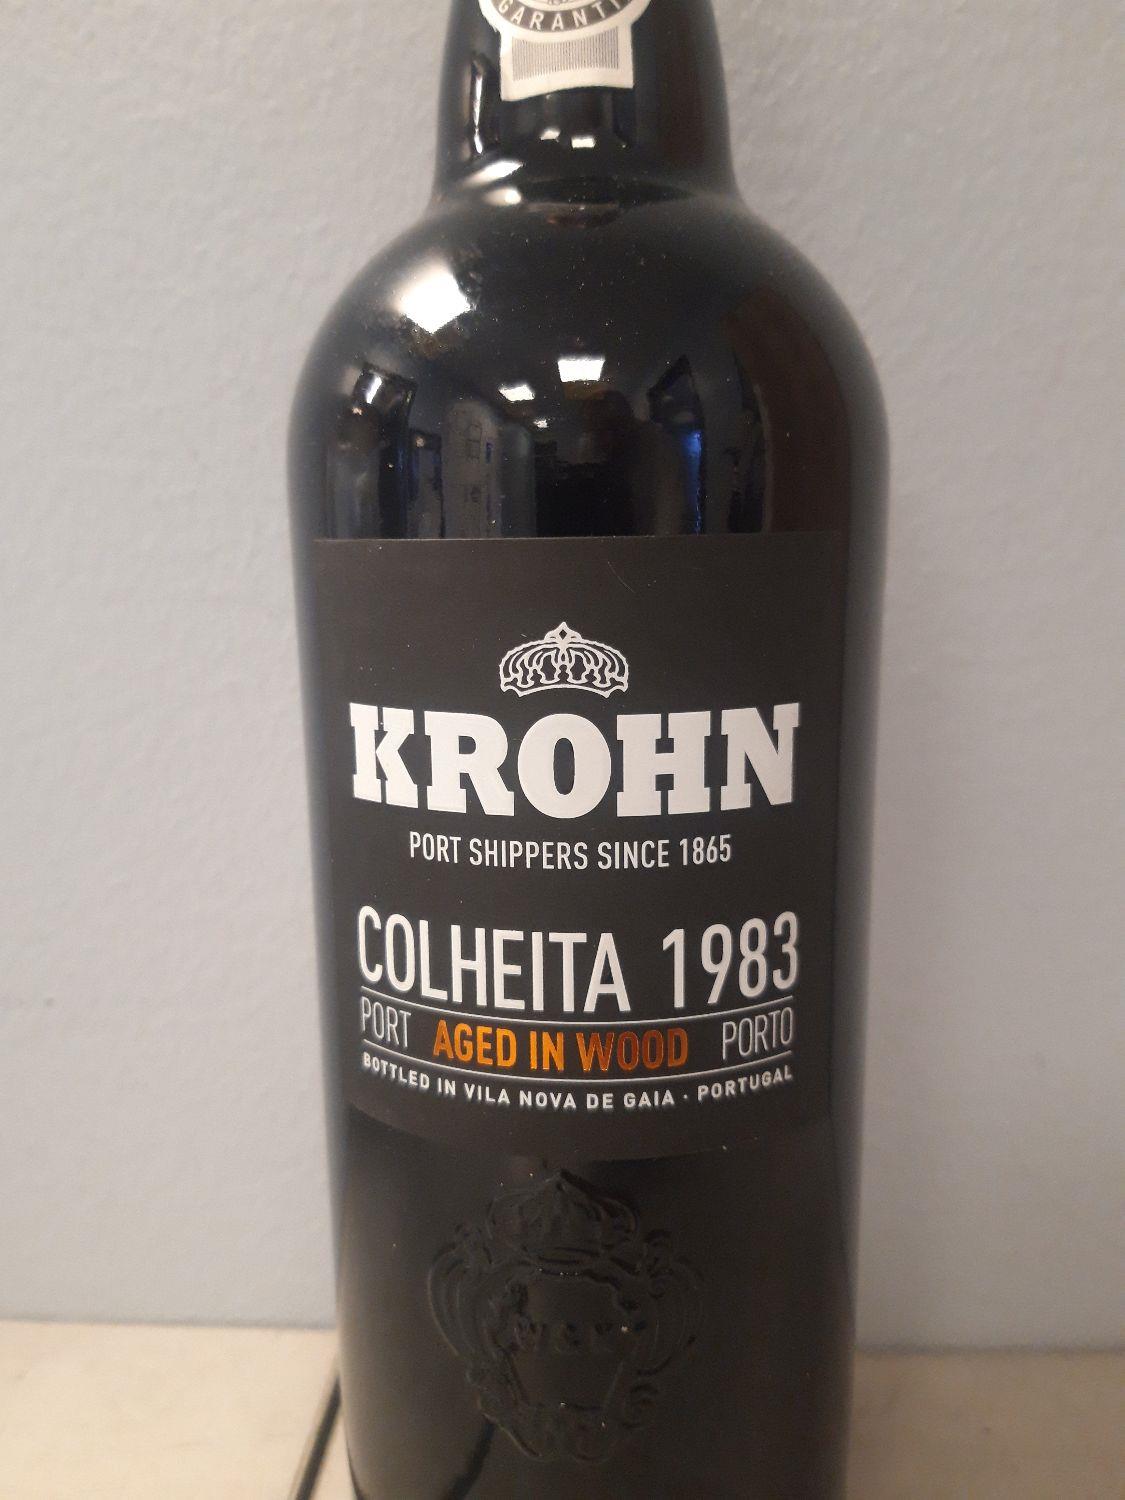 GARANTI
KROHN
PORT SHIPPERS SINCE 1865
COLHEITA 1983
PORT AGED IN WOOD PORTO
BOTTLED IN VILA NOVA DE GAIA · PORTUGAL
W & K